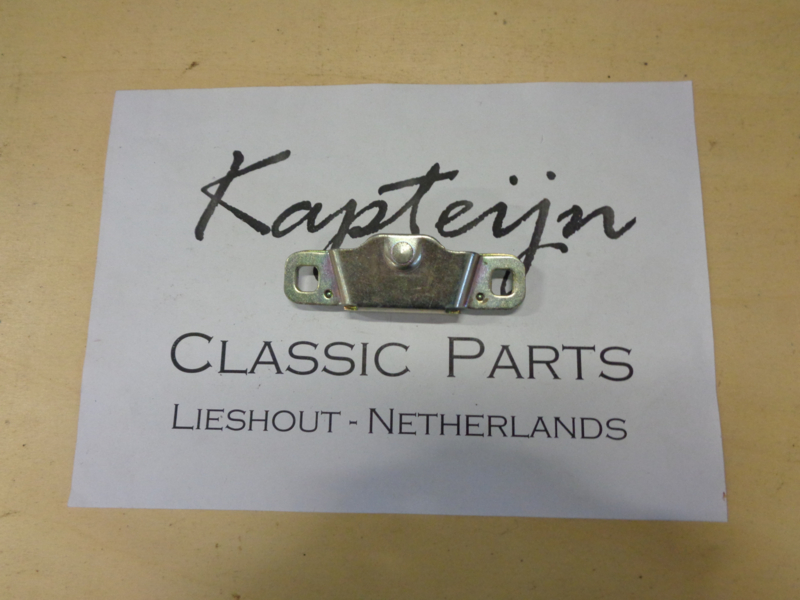 Kapteijn
CLASSIC PARTS
LIESHOUT - NETHERLANDS